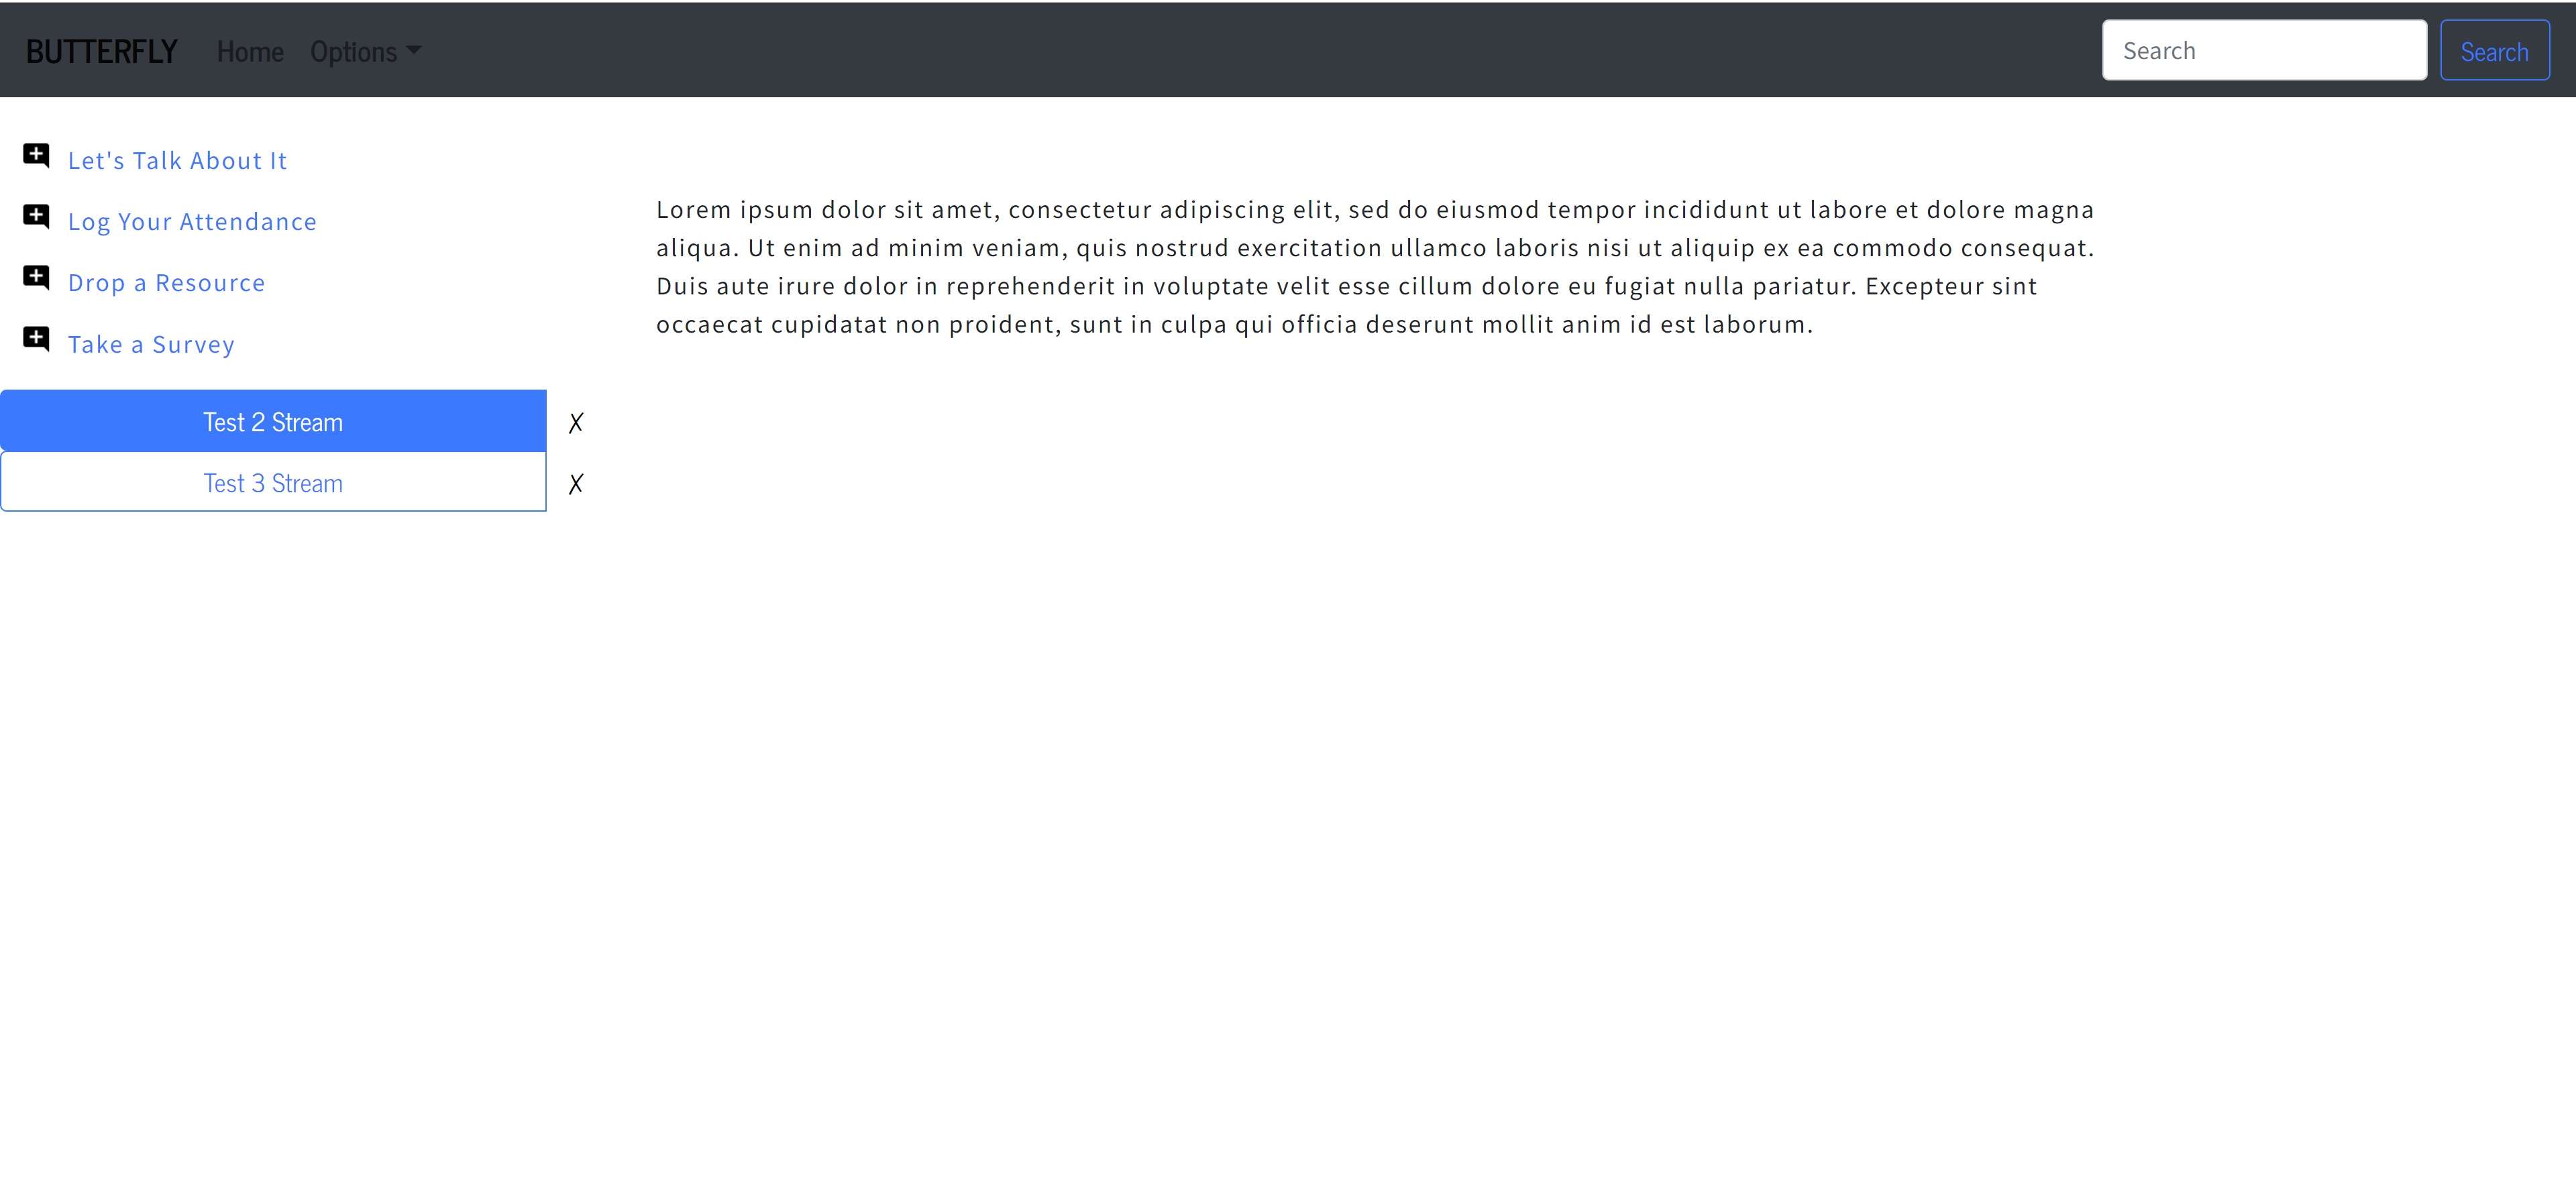 BUTTERFLY Home Options Search Search
Let's Talk About It
Log Your Attendance
Drop a Resource
Take a Survey
Test 2 Stream ✗
Test 3 Stream ✗
Lorem ipsum dolor sit amet, consectetur adipiscing elit, sed do eiusmod tempor incididunt ut labore et dolore magna
aliqua. Ut enim ad minim veniam, quis nostrud exercitation ullamco laboris nisi ut aliquip ex ea commodo consequat.
Duis aute irure dolor in reprehenderit in voluptate velit esse cillum dolore eu fugiat nulla pariatur. Excepteur sint
occaecat cupidatat non proident, sunt in culpa qui officia deserunt mollit anim id est laborum.